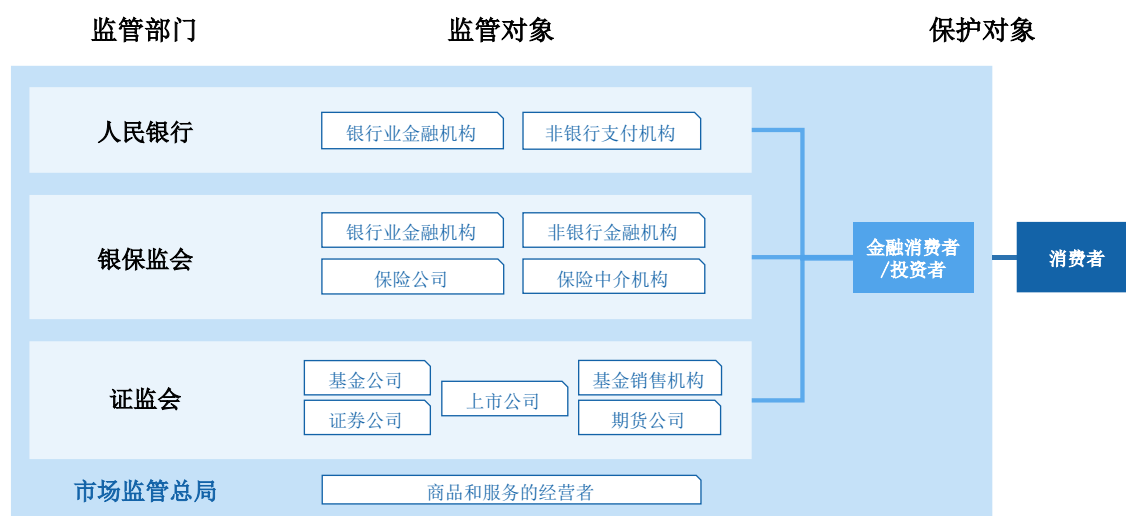 监管部门
监管对象
保护对象
人民银行
银行业金融机构
非银行支付机构
银保监会
银行业金融机构
非银行金融机构
保险公司
保险中介机构
金融消费者
/投资者
消费者
证监会
基金公司
证券公司
上市公司
基金销售机构
期货公司
市场监管总局
商品和服务的经营者